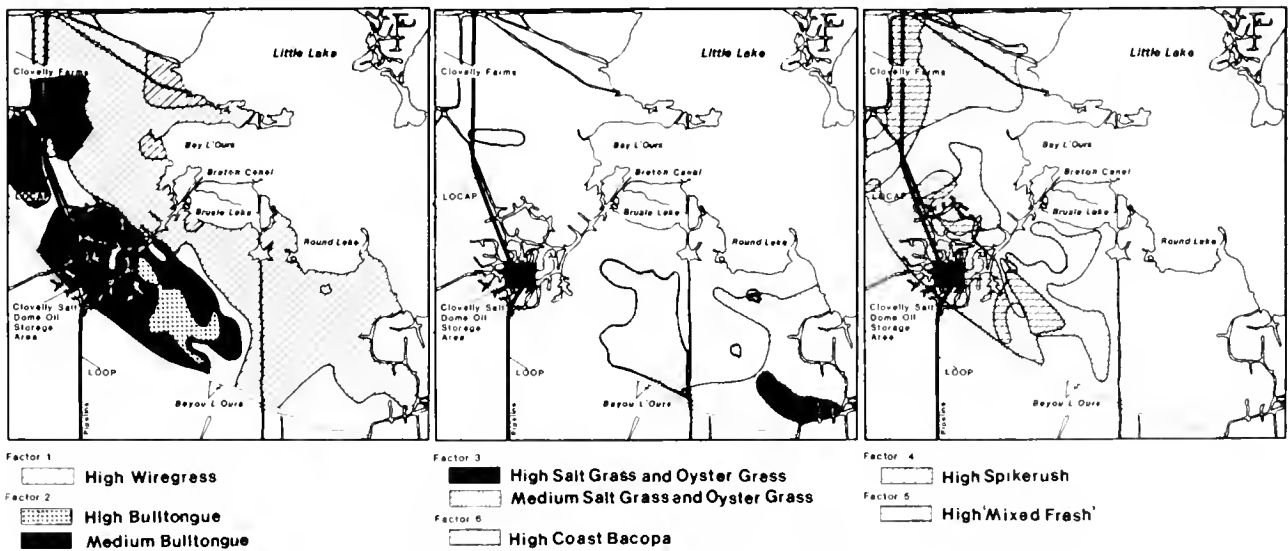 Little Lake
Clovelly Farms
Bay L'Ours
Breton Canal
LOCAP
Brusle Lake
Round Lake
Clovelly Salt
Dome Oil
Storage
Area
LOOP
Bayou L'Ours
Pipeline
Little Lake
Clovelly Farms
Bay L'Ours
Breton Canal
LOCAP
Brusle Lake
Round Lake
Clovelly Salt
Dome Oil
Storage
Area
LOOP
Bayou L'Ours
Pipeline
Little Lake
Clovelly Farms
Bay L'Ours
Breton Canal
LOCAP
Brusle Lake
Round Lake
Clovelly Salt
Dome Oil
Storage
Area
LOOP
Bayou L'Ours
Pipeline
Factor 1
High Wiregrass
Factor 2
High Bulltongue
Medium Bulltongue
Factor 3
High Salt Grass and Oyster Grass
Medium Salt Grass and Oyster Grass
Factor 6
High Coast Bacopa
Factor 4
High Spikerush
Factor 5
High 'Mixed Fresh'